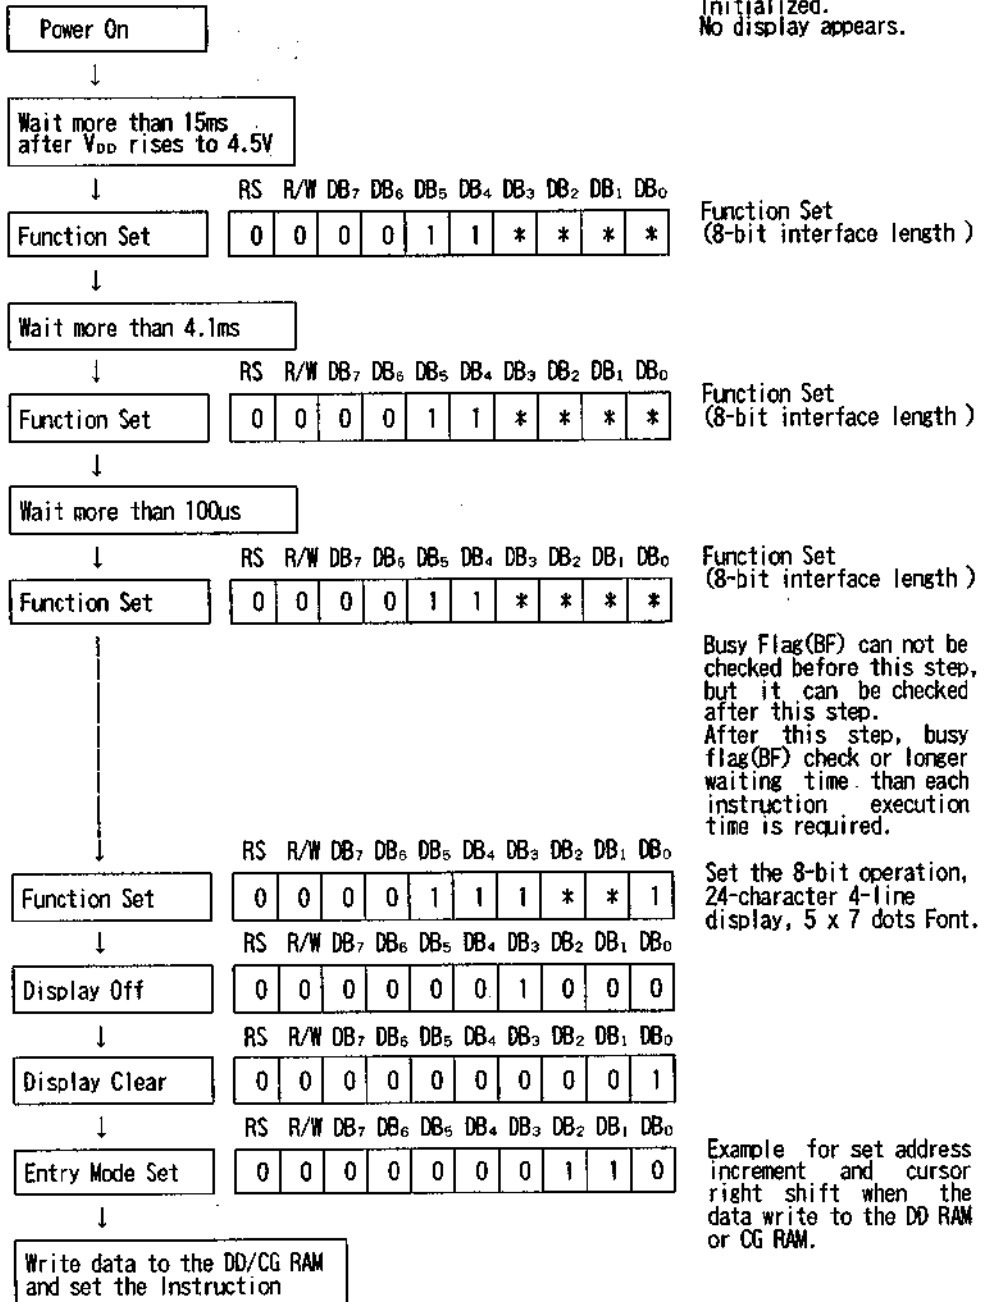 Initialized.
Power On
No display appears.
↓
Wait more than 15ms
after VDD rises to 4.5V
↓
RS R/W DB7 DB6 DB5 DB4 DB3 DB2 DB1 DB0
Function Set
0 0 0 0 1 1 * * * *
Function Set
(8-bit interface length )
↓
Wait more than 4.1ms
↓
RS R/W DB7 DB6 DB5 DB4 DB3 DB2 DB1 DB0
Function Set
0 0 0 0 1 1 * * * *
Function Set
(8-bit interface length )
↓
Wait more than 100us
↓
RS R/W DB7 DB6 DB5 DB4 DB3 DB2 DB1 DB0
Function Set
0 0 0 0 1 1 * * * *
Function Set
(8-bit interface length )
Busy Flag(BF) can not be
checked before this step,
but it can be checked
after this step.
After this step, busy
flag(BF) check or longer
waiting time than each
instruction execution
time is required.
↓
RS R/W DB7 DB6 DB5 DB4 DB3 DB2 DB1 DB0
Function Set
0 0 0 0 1 1 1 * * 1
Set the 8-bit operation,
24-character 4-line
display, 5 x 7 dots Font.
↓
RS R/W DB7 DB6 DB5 DB4 DB3 DB2 DB1 DB0
Display Off
0 0 0 0 0 0 1 0 0 0
↓
RS R/W DB7 DB6 DB5 DB4 DB3 DB2 DB1 DB0
Display Clear
0 0 0 0 0 0 0 0 0 1
↓
RS R/W DB7 DB6 DB5 DB4 DB3 DB2 DB1 DB0
Entry Mode Set
0 0 0 0 0 0 0 1 1 0
Example for set address
increment and cursor
right shift when the
data write to the DD RAM
or CG RAM.
↓
Write data to the DD/CG RAM
and set the Instruction